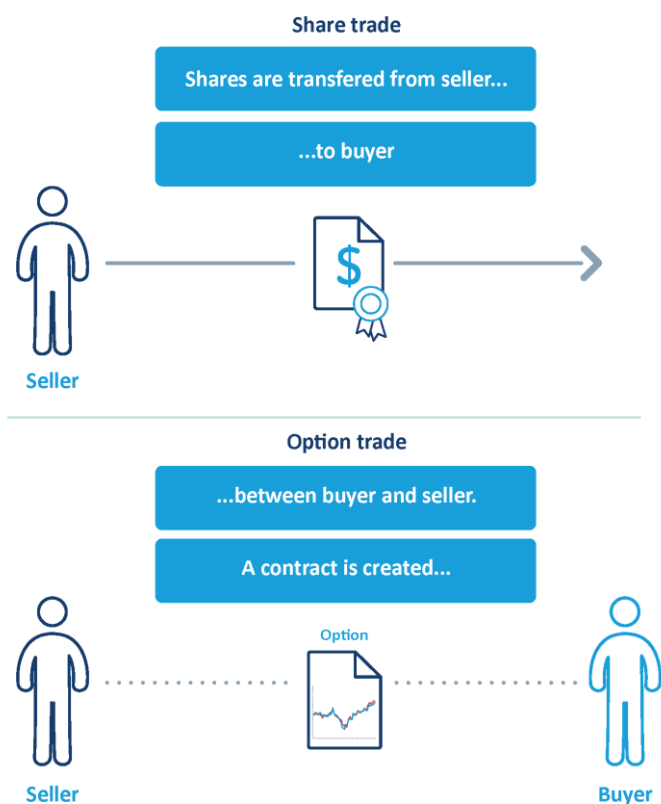 Share trade
Shares are transfered from seller...
...to buyer
$
Seller
Option trade
...between buyer and seller.
A contract is created...
Option
Seller
Buyer